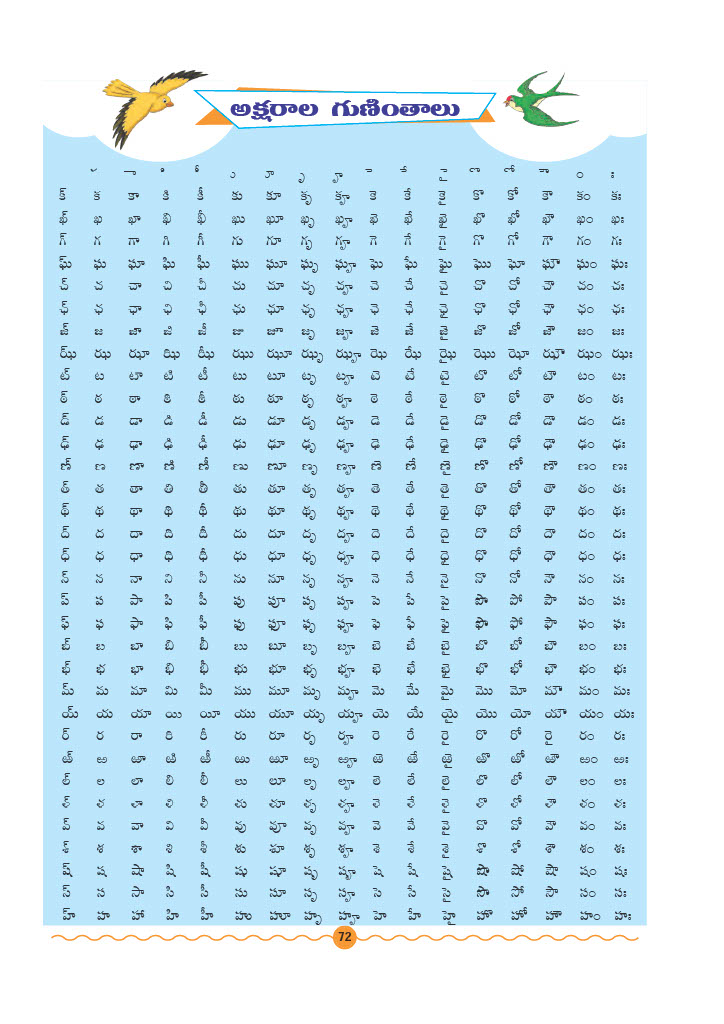 అక్షరాల గుణింతాలు
ా ి ీ ు ూ ృ ౄ ె ే ై ొ ో ౌ ం ః
క్ క కా కి కీ కు కూ కృ కౄ కె కే కై కొ కో కౌ కం కః
ఖ్ ఖ ఖా ఖి ఖీ ఖు ఖూ ఖృ ఖౄ ఖె ఖే ఖై ఖొ ఖో ఖౌ ఖం ఖః
గ్ గ గా గి గీ గు గూ గృ గౄ గె గే గై గొ గో గౌ గం గః
ఘ్ ఘ ఘా ఘి ఘీ ఘు ఘూ ఘృ ఘౄ ఘె ఘే ఘై ఘొ ఘో ఘౌ ఘం ఘః
చ్ చ చా చి చీ చు చూ చృ చౄ చె చే చై చొ చో చౌ చం చః
ఛ్ ఛ ఛా ఛి ఛీ ఛు ఛూ ఛృ ఛౄ ఛె ఛే ఛై ఛొ ఛో ఛౌ ఛం ఛః
జ్ జ జా జి జీ జు జూ జృ జౄ జె జే జై జొ జో జౌ జం జః
ఝ్ ఝ ఝా ఝి ఝీ ఝు ఝూ ఝృ ఝౄ ఝె ఝే ఝై ఝొ ఝో ఝౌ ఝం ఝః
ట్ ట టా టి టీ టు టూ టృ టౄ టె టే టై టొ టో టౌ టం టః
ఠ్ ఠ ఠా ఠి ఠీ ఠు ఠూ ఠృ ఠౄ ఠె ఠే ఠై ఠొ ఠో ఠౌ ఠం ఠః
డ్ డ డా డి డీ డు డూ డృ డౄ డె డే డై డొ డో డౌ డం డః
ఢ్ ఢ ఢా ఢి ఢీ ఢు ఢూ ఢృ ఢౄ ఢె ఢే ఢై ఢొ ఢో ఢౌ ఢం ఢః
ణ్ ణ ణా ణి ణీ ణు ణూ ణృ ణౄ ణె ణే ణై ణొ ణో ణౌ ణం ణః
త్ త తా తి తీ తు తూ తృ తౄ తె తే తై తొ తో తౌ తం తః
థ్ థ థా థి థీ థు థూ థృ థౄ థె థే థై థొ థో థౌ థం థః
ద్ ద దా ది దీ దు దూ దృ దౄ దె దే దై దొ దో దౌ దం దః
ధ్ ధ ధా ధి ధీ ధు ధూ ధృ ధౄ ధె ధే ధై ధొ ధో ధౌ ధం ధః
న్ న నా ని నీ ను నూ నృ నౄ నె నే నై నొ నో నౌ నం నః
ప్ ప పా పి పీ పు పూ పృ పౄ పె పే పై పొ పో పౌ పం పః
ఫ్ ఫ ఫా ఫి ఫీ ఫు ఫూ ఫృ ఫౄ ఫె ఫే ఫై ఫొ ఫో ఫౌ ఫం ఫః
బ్ బ బా బి బీ బు బూ బృ బౄ బె బే బై బొ బో బౌ బం బః
భ్ భ భా భి భీ భు భూ భృ భౄ భె భే భై భొ భో భౌ భం భః
మ్ మ మా మి మీ ము మూ మృ మౄ మె మే మై మొ మో మౌ మం మః
య్ య యా యి యీ యు యూ యృ యౄ యె యే యై యొ యో యౌ యం యః
ర్ ర రా రి రీ రు రూ రృ రౄ రె రే రై రొ రో రై రం రః
ఱ్ ఱ ఱా ఱి ఱీ ఱు ఱూ ఱృ ఱౄ ఱె ఱే ఱై ఱొ ఱో ఱౌ ఱం ఱః
ల్ ల లా లి లీ లు లూ లృ లౄ లె లే లై లొ లో లౌ లం లః
ళ్ ళ ళా ళి ళీ ళు ళూ ళృ ళౄ ళె ళే ళై ళొ ళో ళౌ ళం ళః
వ్ వ వా వి వీ వు వూ వృ వౄ వె వే వై వొ వో వౌ వం వః
శ్ శ శా శి శీ శు శూ శృ శౄ శె శే శై శొ శో శౌ శం శః
ష్ ష షా షి షీ షు షూ షృ షౄ షె షే షై షొ షో షౌ షం షః
స్ స సా సి సీ సు సూ సృ సౄ సె సే సై సొ సో సౌ సం సః
హ్ హ హా హి హీ హు హూ హృ హౄ హె హే హై హొ హో హౌ హం హః
72